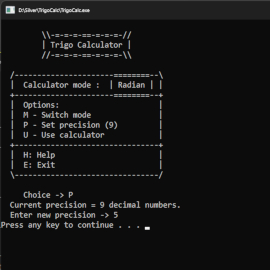 D:\Silver\TrigoCalc\TrigoCalc.exe
\\-=-=-==-=-=-=-//
| Trigo Calculator |
//-=-=-==-=-=-=-\\
/--------------------========--\
| Calculator mode : | Radian | |
+--------------------========--+
| Options: |
| M - Switch mode |
| P - Set precision (9) |
| U - Use calculator |
+------------------------------+
| H: Help |
| E: Exit |
\------------------------------/
Choice -> P
Current precision = 9 decimal numbers.
Enter new precision -> 5
Press any key to continue . . .